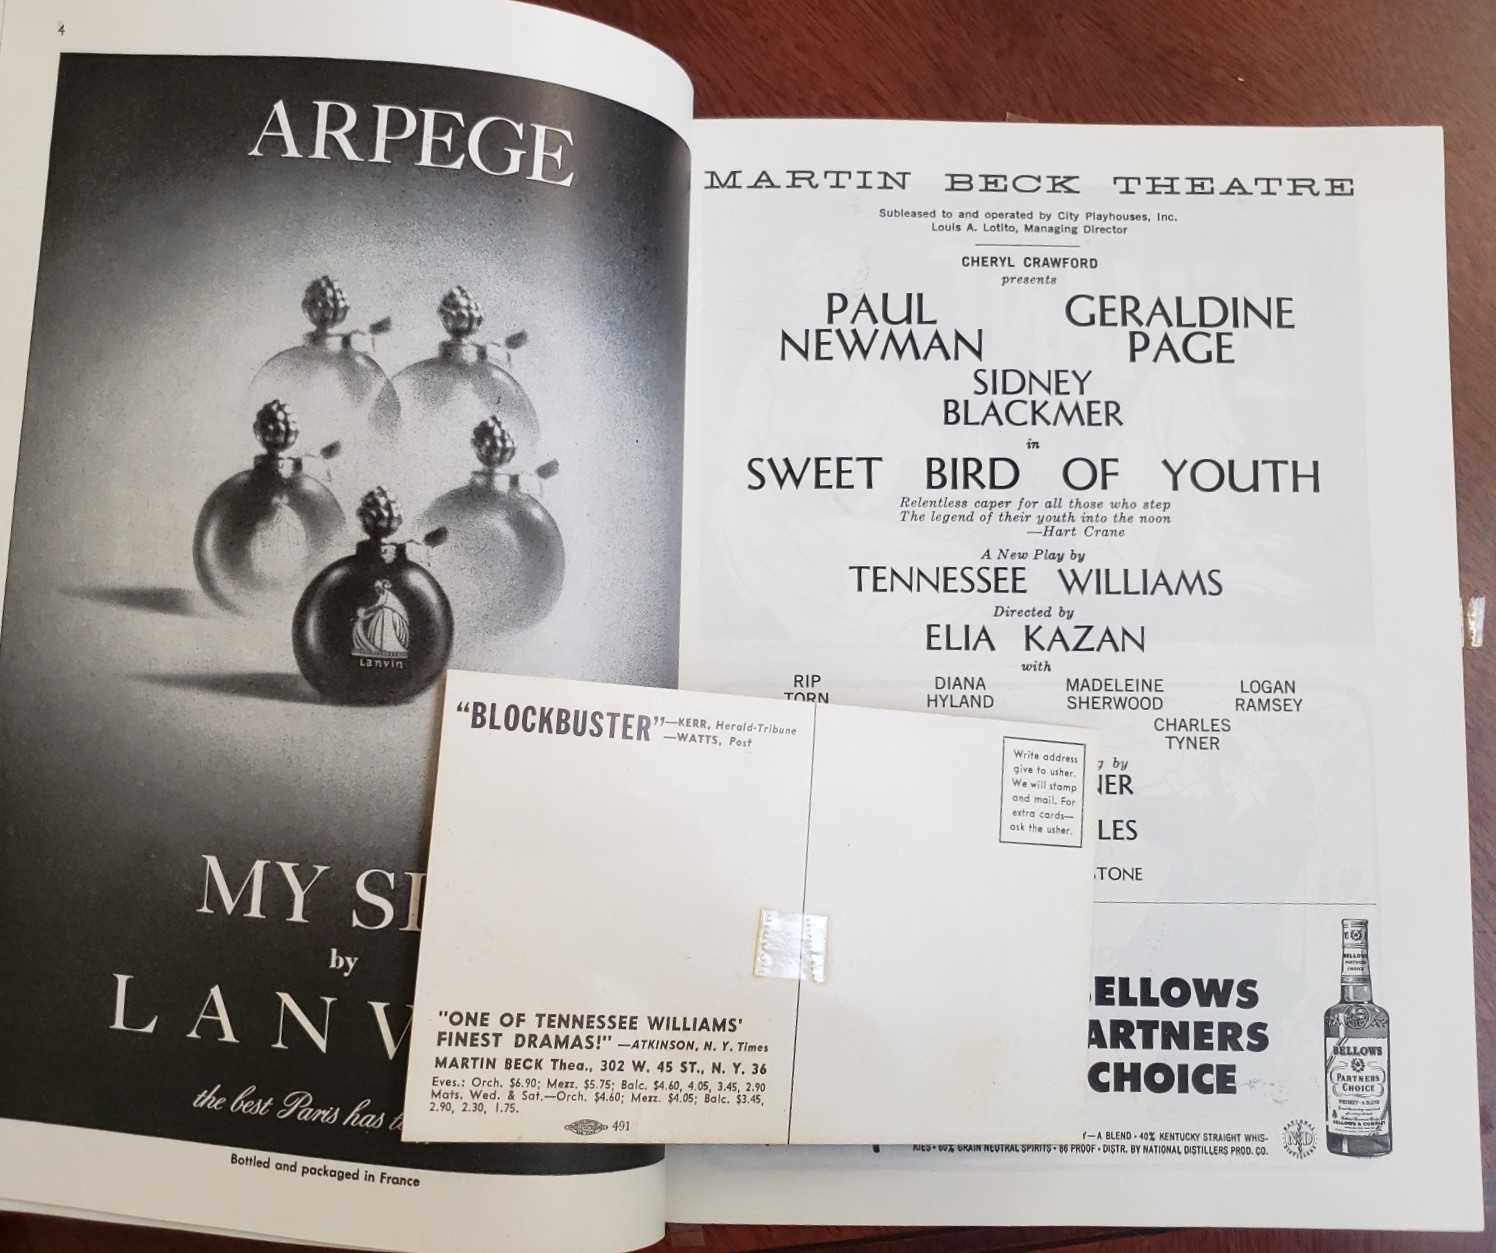 4
ARPEGE
Lanvin
MY
by
the best Paris has
Bottled and packaged in France
MARTIN BECK THEATRE
Subleased to and operated by City Playhouses, Inc.
Louis A. Lotito, Managing Director
CHERYL CRAWFORD
presents
PAUL GERALDINE
NEWMAN PAGE
SIDNEY
BLACKMER
in
SWEET BIRD OF YOUTH
Relentless caper for all those who step
The legend of their youth into the noon
—Hart Crane
A New Play by
TENNESSEE WILLIAMS
Directed by
ELIA KAZAN
with
RIP DIANA MADELEINE LOGAN
TORN HYLAND SHERWOOD RAMSEY
CHARLES
TYNER
by
"BLOCKBUSTER"—KERR, Herald-Tribune
—WATTS, Post
Write address
give to usher.
We will stamp
and mail. For
extra cards—
ask the usher.
"ONE OF TENNESSEE WILLIAMS'
FINEST DRAMAS!" —ATKINSON, N. Y. Times
MARTIN BECK Thea., 302 W. 45 ST., N. Y. 36
Eves.: Orch. $6.90; Mezz. $5.75; Balc. $4.60, 4.05, 3.45, 2.90
Mats. Wed. & Sat.—Orch. $4.60; Mezz. $4.05; Balc. $3.45,
2.90, 2.30, 1.75.
491
ELLOWS
ARTNERS
CHOICE
BELLOWS
PARTNERS
CHOICE
BELLOWS
PARTNERS
CHOICE
WHISKEY-A BLEND
BELLOWS & COMPANY
—A BLEND • 40% KENTUCKY STRAIGHT WHIS-
KIES • 60% GRAIN NEUTRAL SPIRITS • 86 PROOF • DISTR. BY NATIONAL DISTILLERS PROD. CO.